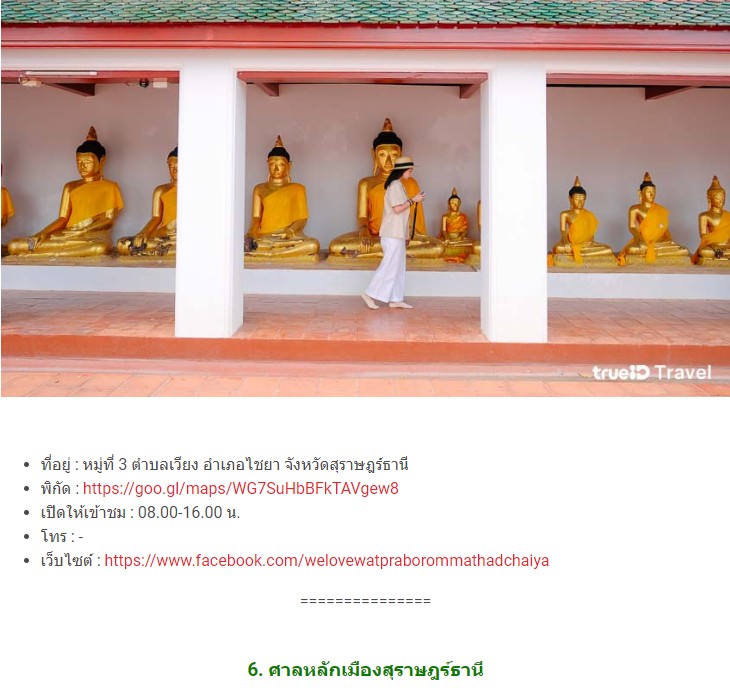 trueID Travel
ที่อยู่ : หมู่ที่ 3 ตำบลเวียง อำเภอไชยา จังหวัดสุราษฎร์ธานี
พิกัด : https://goo.gl/maps/WG7SuHbBFkTAVgew8
เปิดให้เข้าชม : 08.00-16.00 น.
โทร : -
เว็บไซต์ : https://www.facebook.com/welovewatpraborommathadchaiya
===============
6. ศาลหลักเมืองสุราษฎร์ธานี